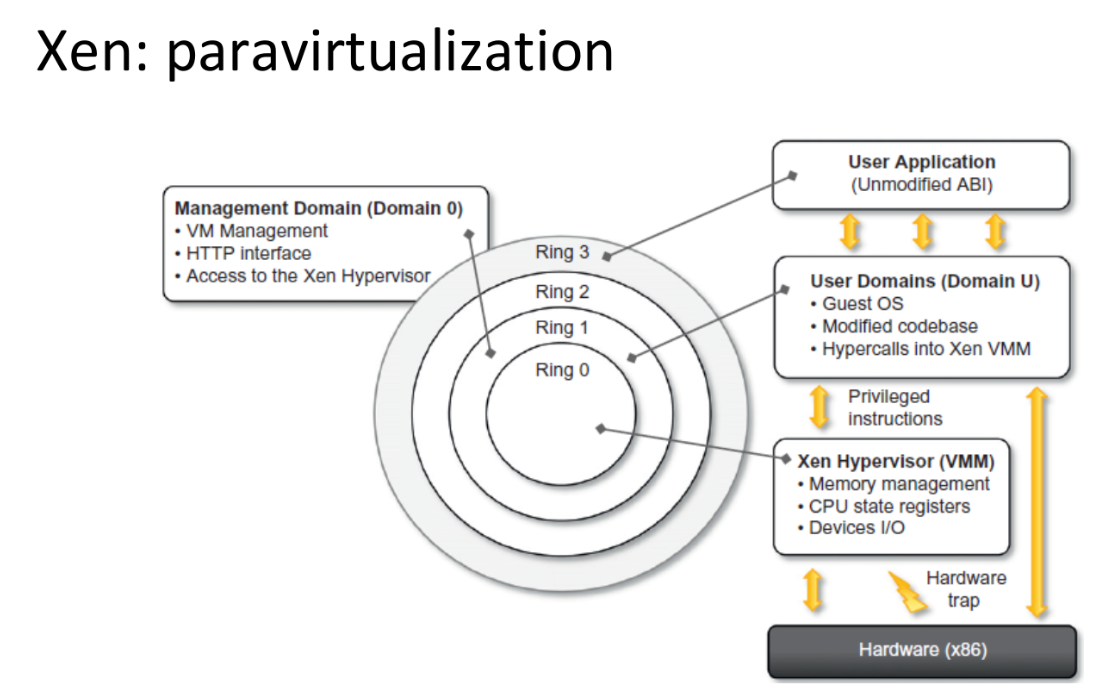 Xen: paravirtualization
Management Domain (Domain 0)
• VM Management
• HTTP interface
• Access to the Xen Hypervisor
Ring 3
Ring 2
Ring 1
Ring 0
User Application
(Unmodified ABI)
User Domains (Domain U)
• Guest OS
• Modified codebase
• Hypercalls into Xen VMM
Privileged
instructions
Xen Hypervisor (VMM)
• Memory management
• CPU state registers
• Devices I/O
Hardware
trap
Hardware (x86)